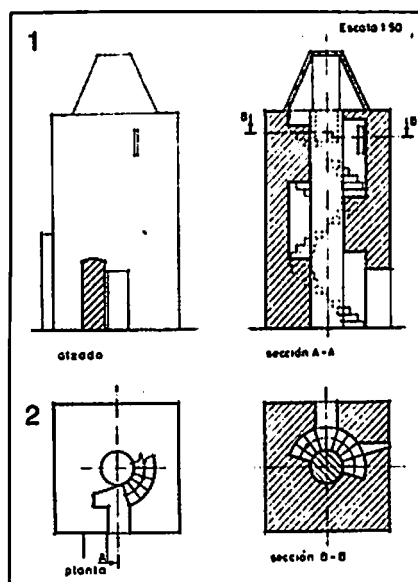 1
Escala 1:50
B B
alzado
sección A-A
2
A
planta
sección B-B